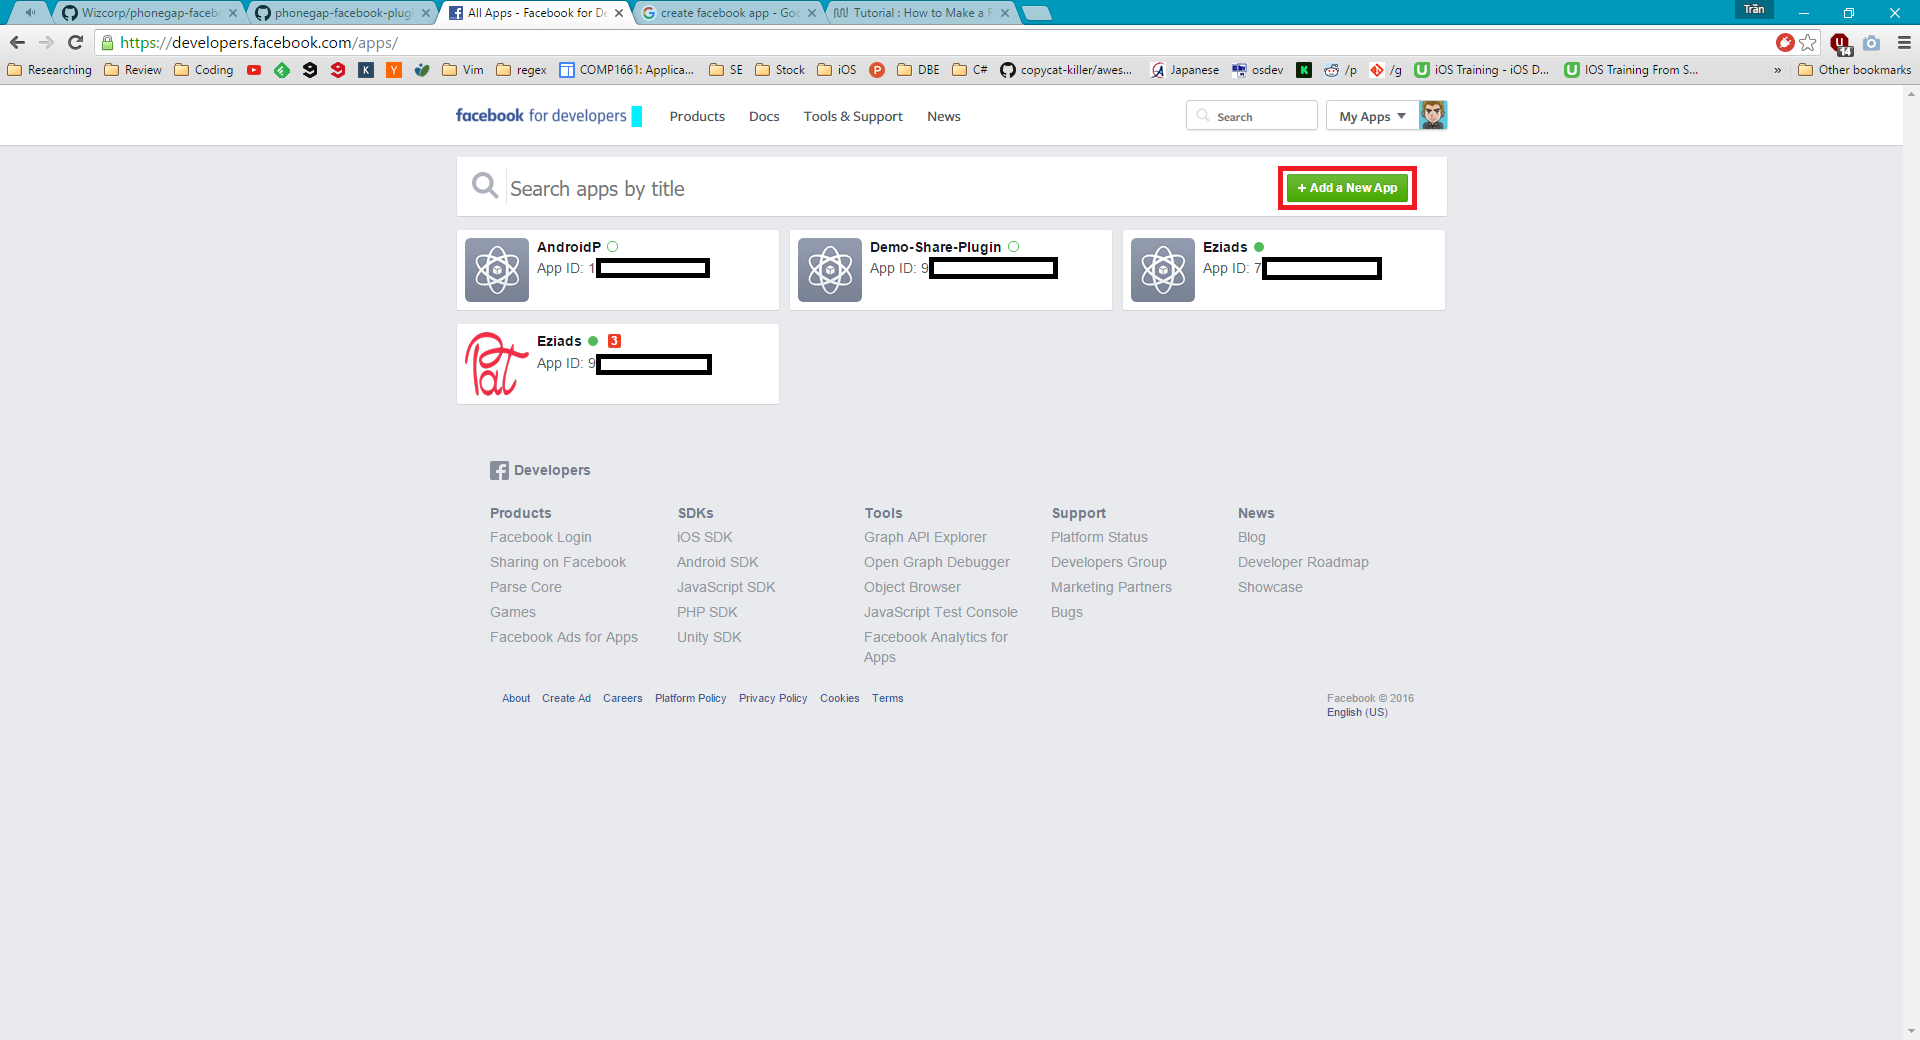 Trần
Wizcorp/phonegap-facebo
phonegap-facebook-plug
All Apps - Facebook for De
create facebook app - Goo
Tutorial : How to Make a F
https://developers.facebook.com/apps/
14
Researching
Review
Coding
Vim
regex
COMP1661: Applica...
SE
Stock
iOS
DBE
C#
copycat-killer/awes...
Japanese
osdev
/p
/g
iOS Training - iOS D...
IOS Training From S...
»
Other bookmarks
facebook for developers
Products
Docs
Tools & Support
News
Search
My Apps
Search apps by title
+ Add a New App
AndroidP
App ID: 1
Demo-Share-Plugin
App ID: 9
Eziads
App ID: 7
Eziads 3
App ID: 9
Pat
Developers
Products
Facebook Login
Sharing on Facebook
Parse Core
Games
Facebook Ads for Apps
SDKs
iOS SDK
Android SDK
JavaScript SDK
PHP SDK
Unity SDK
Tools
Graph API Explorer
Open Graph Debugger
Object Browser
JavaScript Test Console
Facebook Analytics for
Apps
Support
Platform Status
Developers Group
Marketing Partners
Bugs
News
Blog
Developer Roadmap
Showcase
About Create Ad Careers Platform Policy Privacy Policy Cookies Terms
Facebook © 2016
English (US)